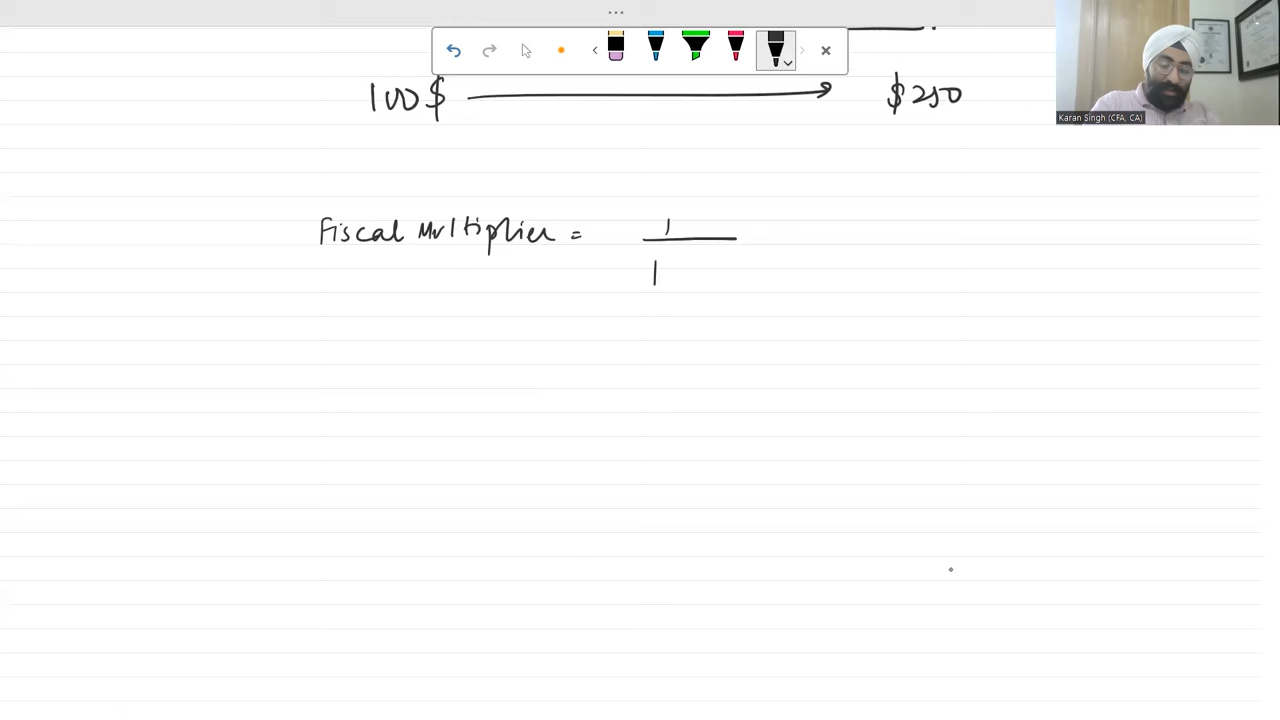 100$ → $250
Karan Singh (CFA, CA)
Fiscal Multiplier = 1
1